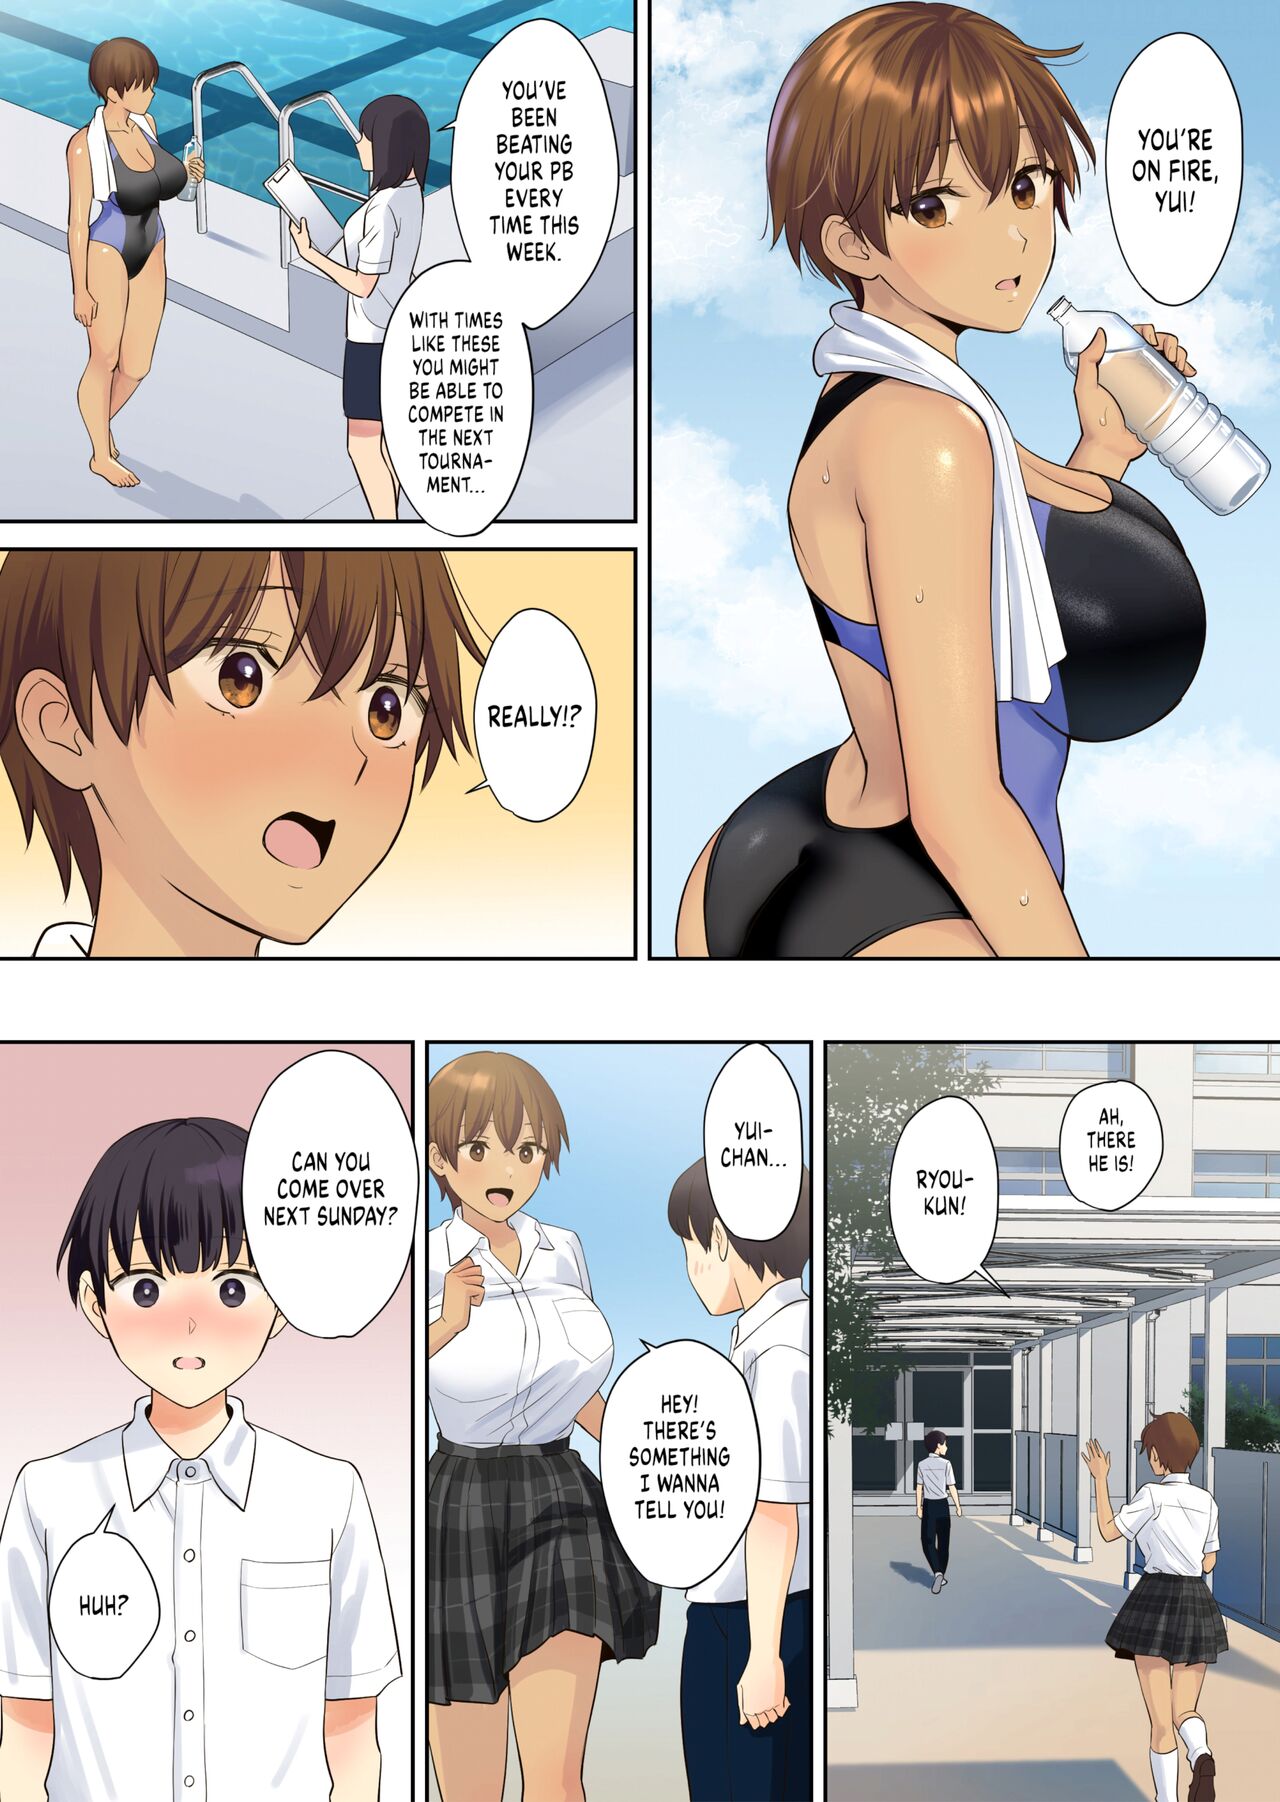 YOU'RE
ON FIRE,
YUI!
YOU'VE
BEEN
BEATING
YOUR PB
EVERY
TIME THIS
WEEK.
WITH TIMES
LIKE THESE
YOU MIGHT
BE ABLE TO
COMPETE IN
THE NEXT
TOURNA-
MENT...
REALLY!?
AH,
THERE
HE IS!
RYOU-
KUN!
YUI-
CHAN...
HEY!
THERE'S
SOMETHING
I WANNA
TELL YOU!
CAN YOU
COME OVER
NEXT SUNDAY?
HUH?